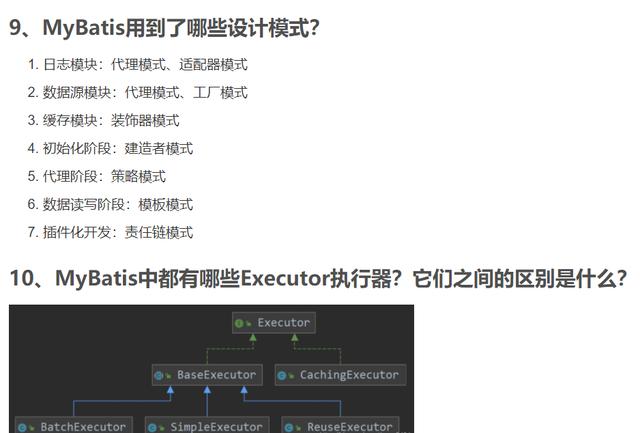 9、MyBatis用到了哪些设计模式？
1. 日志模块：代理模式、适配器模式
2. 数据源模块：代理模式、工厂模式
3. 缓存模块：装饰器模式
4. 初始化阶段：建造者模式
5. 代理阶段：策略模式
6. 数据读写阶段：模板模式
7. 插件化开发：责任链模式
10、MyBatis中都有哪些Executor执行器？它们之间的区别是什么？
Executor
BaseExecutor
CachingExecutor
BatchExecutor
SimpleExecutor
ReuseExecutor